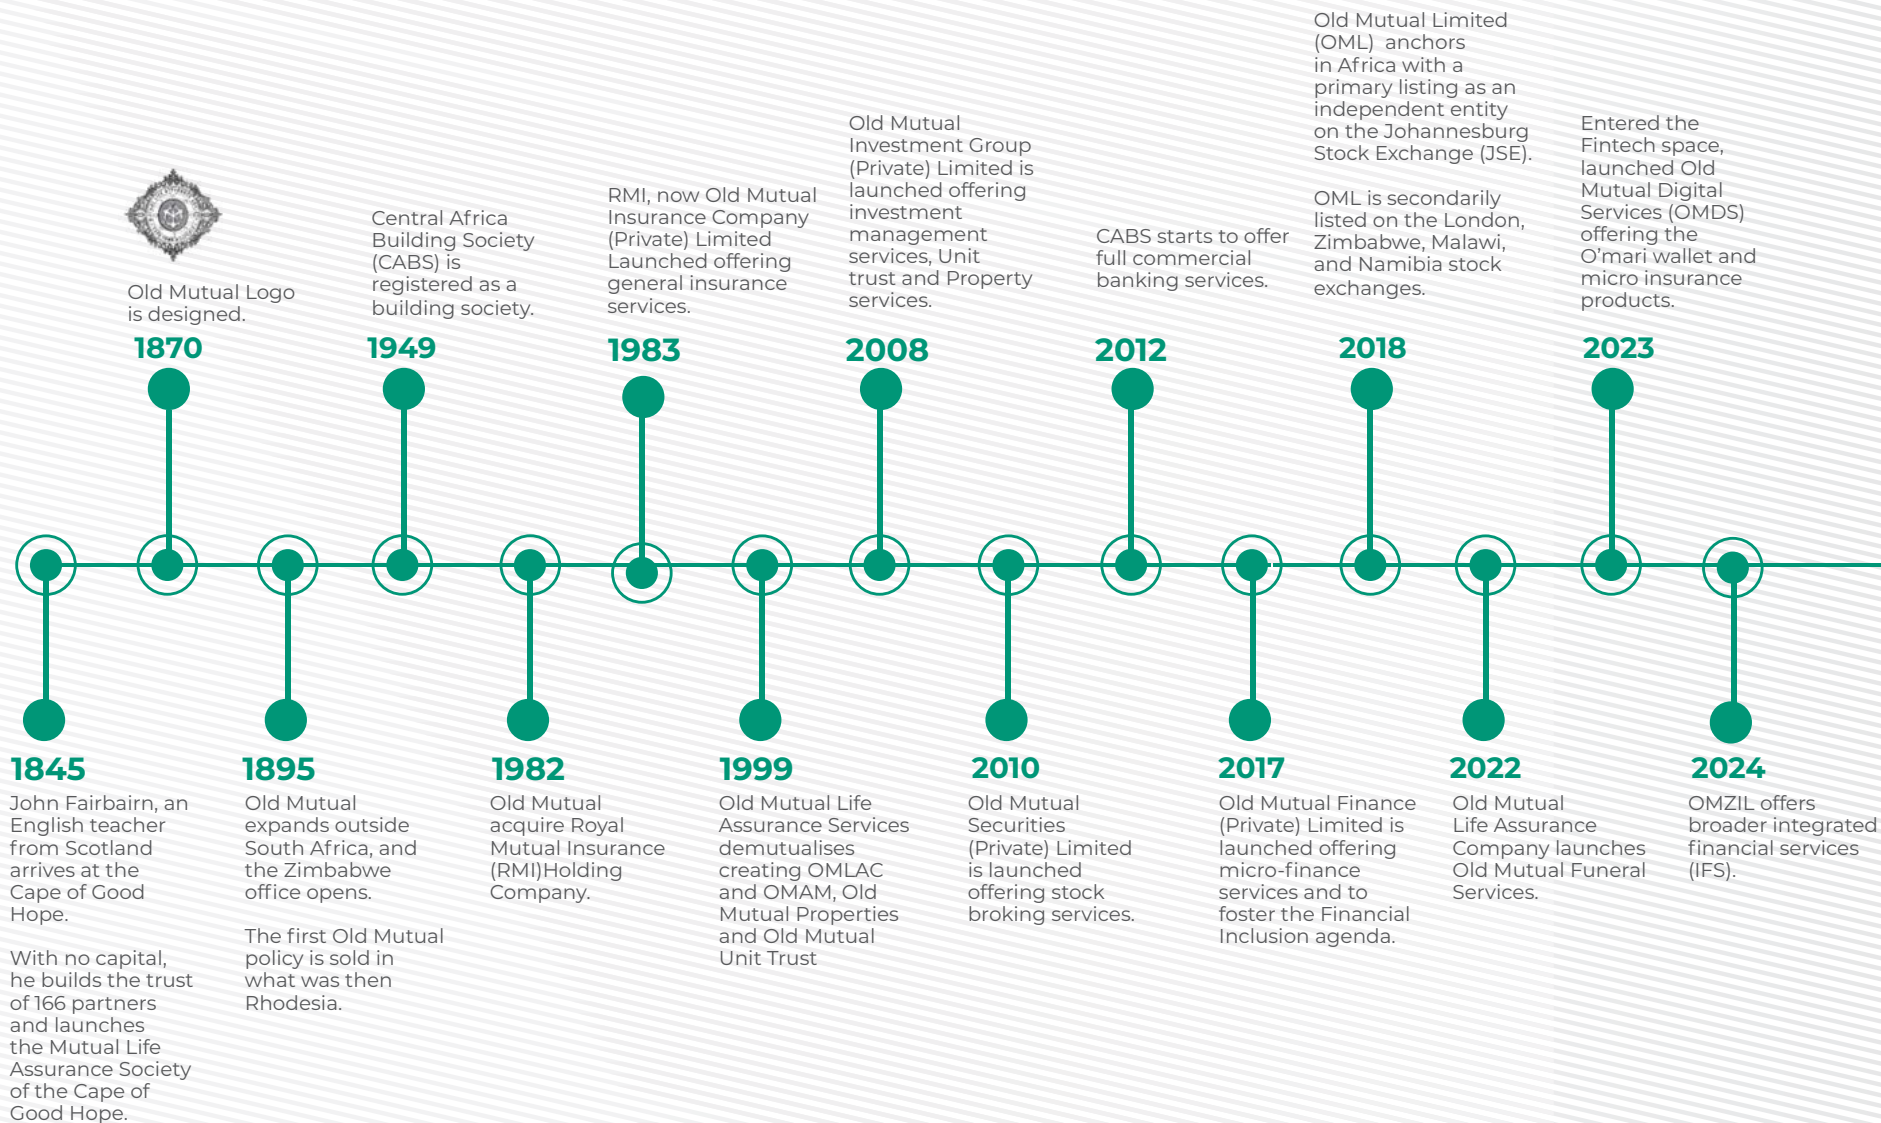 Old Mutual Logo
is designed.
1870
Central Africa
Building Society
(CABS) is
registered as a
building society.
1949
RMI, now Old Mutual
Insurance Company
(Private) Limited
Launched offering
general insurance
services.
1983
Old Mutual
Investment Group
(Private) Limited is
launched offering
investment
management
services, Unit
trust and Property
services.
2008
CABS starts to offer
full commercial
banking services.
2012
Old Mutual Limited
(OML)  anchors
in Africa with a
primary listing as an
independent entity
on the Johannesburg
Stock Exchange (JSE).
OML is secondarily
listed on the London,
Zimbabwe, Malawi,
and Namibia stock
exchanges.
2018
Entered the
Fintech space,
launched Old
Mutual Digital
Services (OMDS)
offering the
O’mari wallet and
micro insurance
products.
2023
1845
John Fairbairn, an
English teacher
from Scotland
arrives at the
Cape of Good
Hope.
With no capital,
he builds the trust
of 166 partners
and launches
the Mutual Life
Assurance Society
of the Cape of
Good Hope.
1895
Old Mutual
expands outside
South Africa, and
the Zimbabwe
office opens.
The first Old Mutual
policy is sold in
what was then
Rhodesia.
1982
Old Mutual
acquire Royal
Mutual Insurance
(RMI)Holding
Company.
1999
Old Mutual Life
Assurance Services
demutualises
creating OMLAC
and OMAM, Old
Mutual Properties
and Old Mutual
Unit Trust
2010
Old Mutual
Securities
(Private) Limited
is launched
offering stock
broking services.
2017
Old Mutual Finance
(Private) Limited is
launched offering
micro-finance
services and to
foster the Financial
Inclusion agenda.
2022
Old Mutual
Life Assurance
Company launches
Old Mutual Funeral
Services.
2024
OMZIL offers
broader integrated
financial services
(IFS).